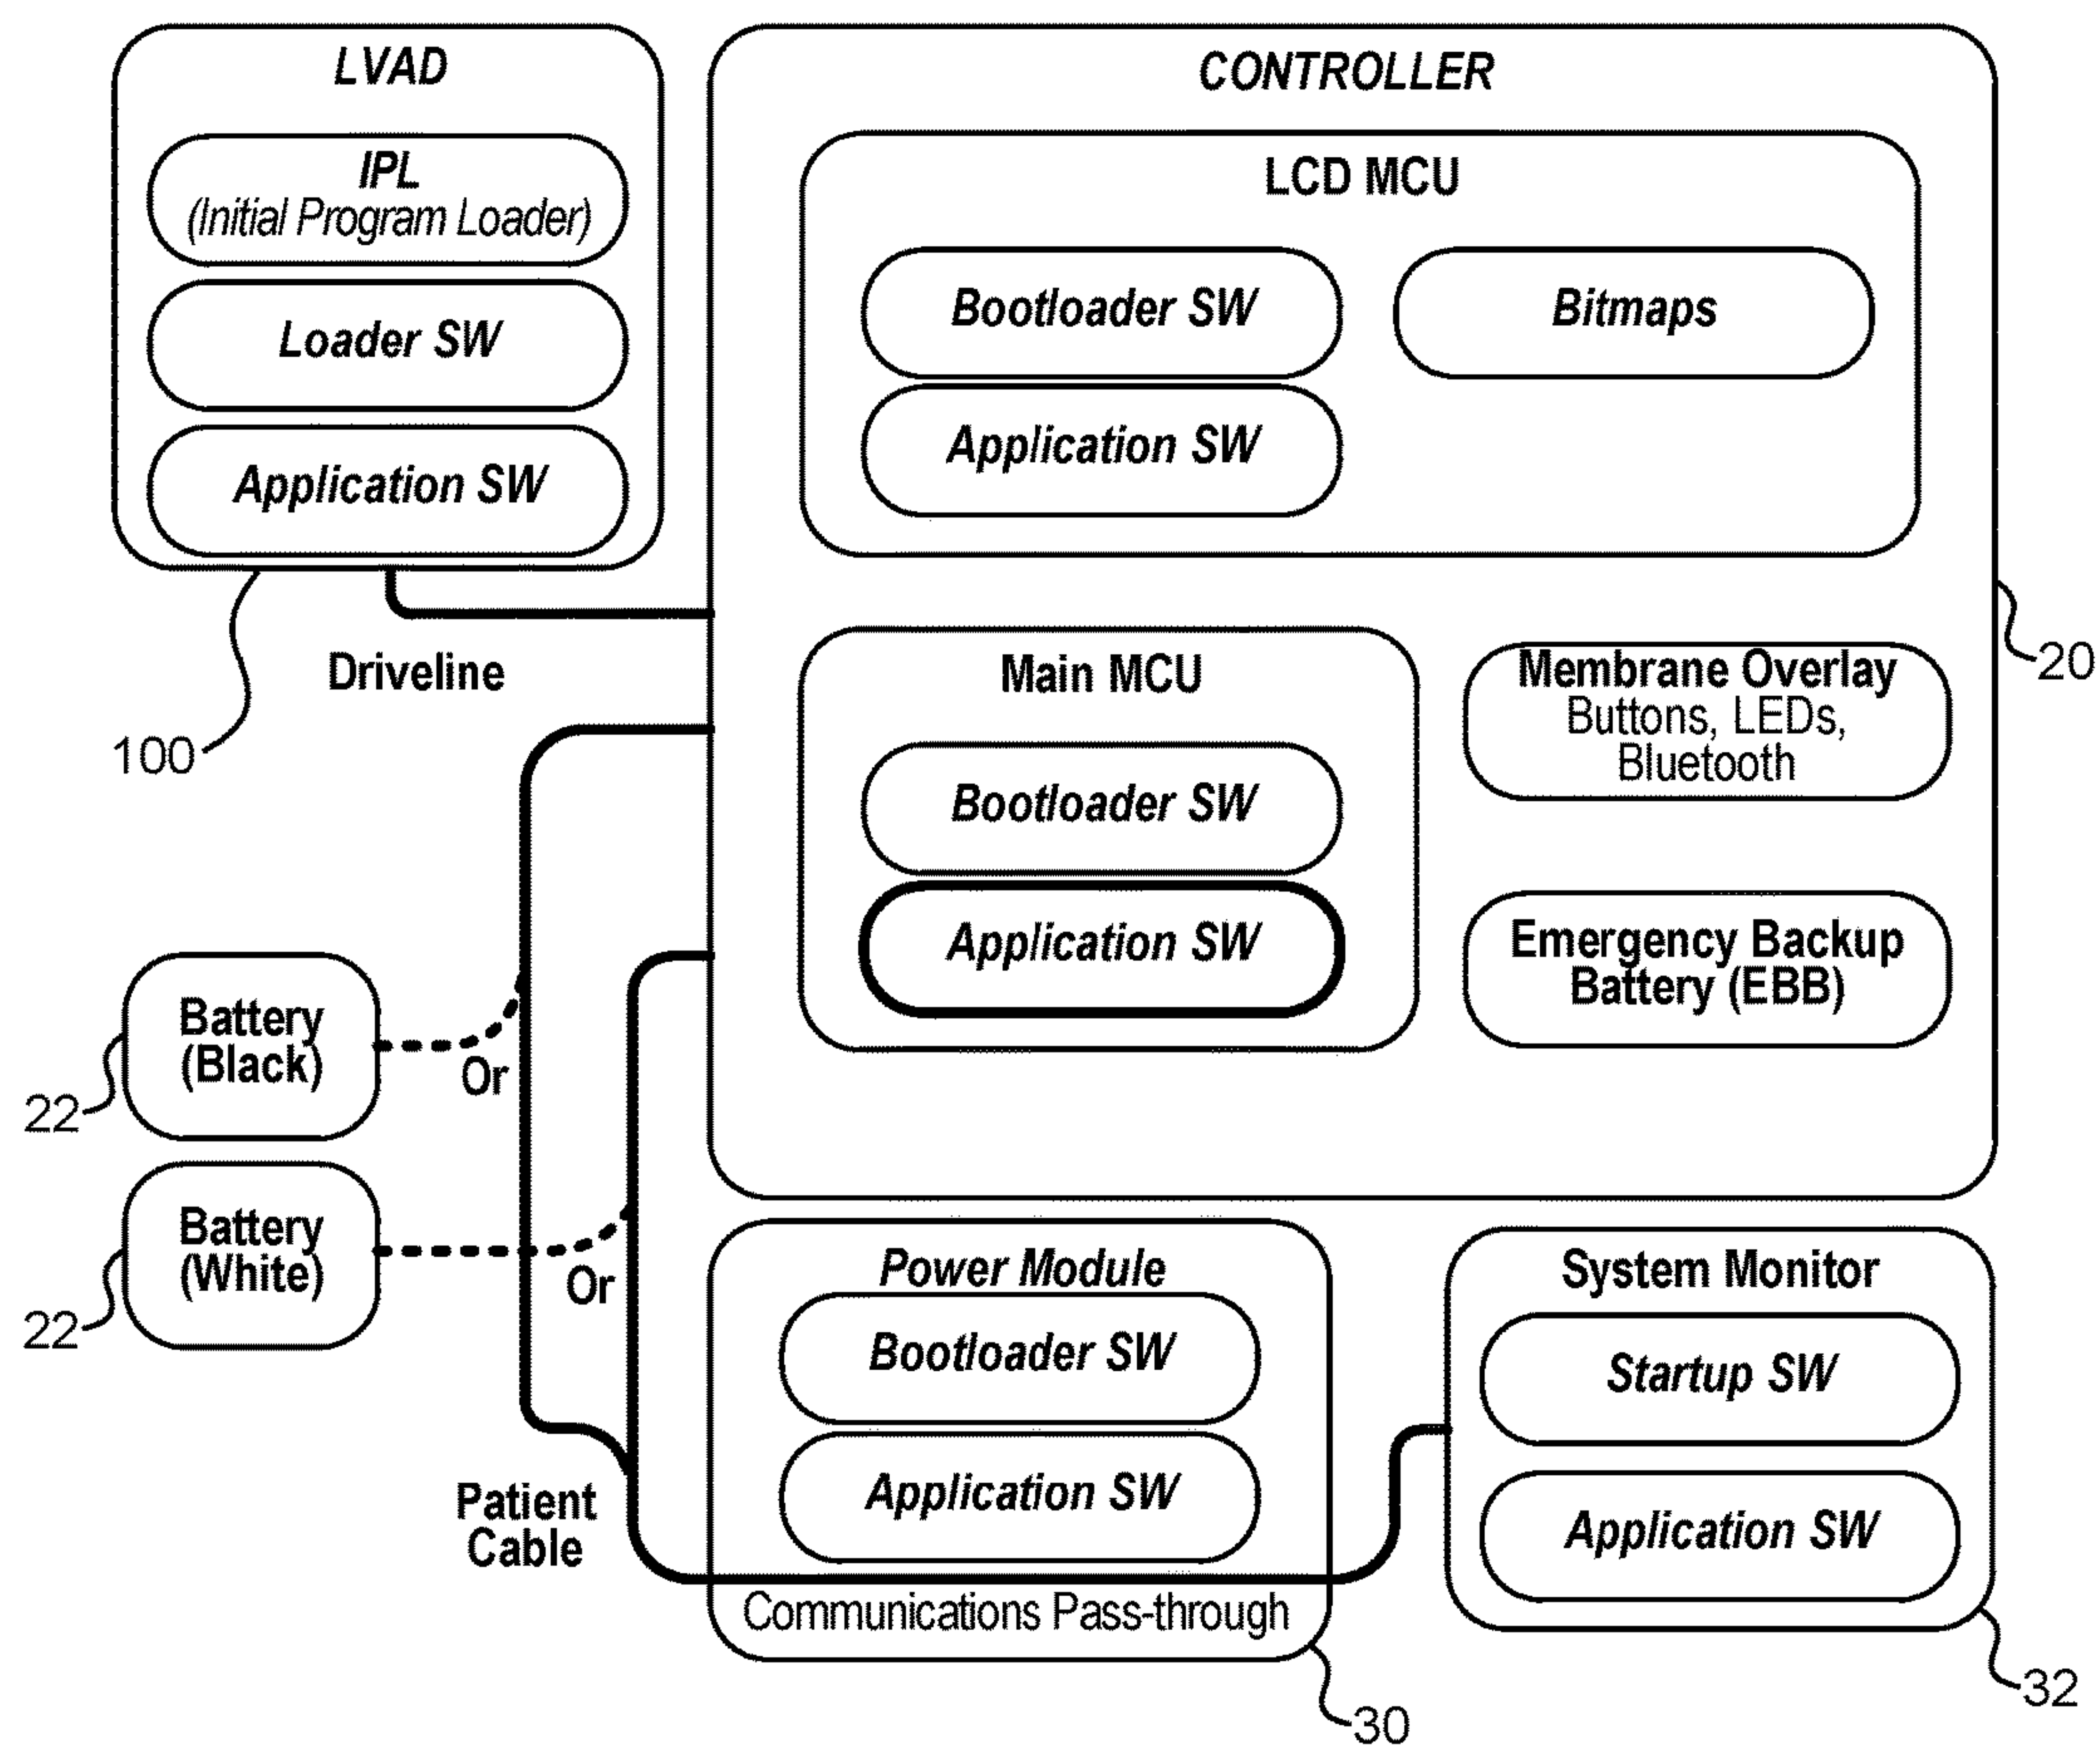 LVAD
IPL
(Initial Program Loader)
Loader SW
Application SW
100
Driveline
CONTROLLER
LCD MCU
Bootloader SW
Bitmaps
Application SW
Main MCU
Bootloader SW
Application SW
Membrane Overlay
Buttons, LEDs,
Bluetooth
Emergency Backup
Battery (EBB)
20
Battery
(Black)
22
Or
Battery
(White)
22
Or
Patient
Cable
Power Module
Bootloader SW
Application SW
Communications Pass-through
30
System Monitor
Startup SW
Application SW
32